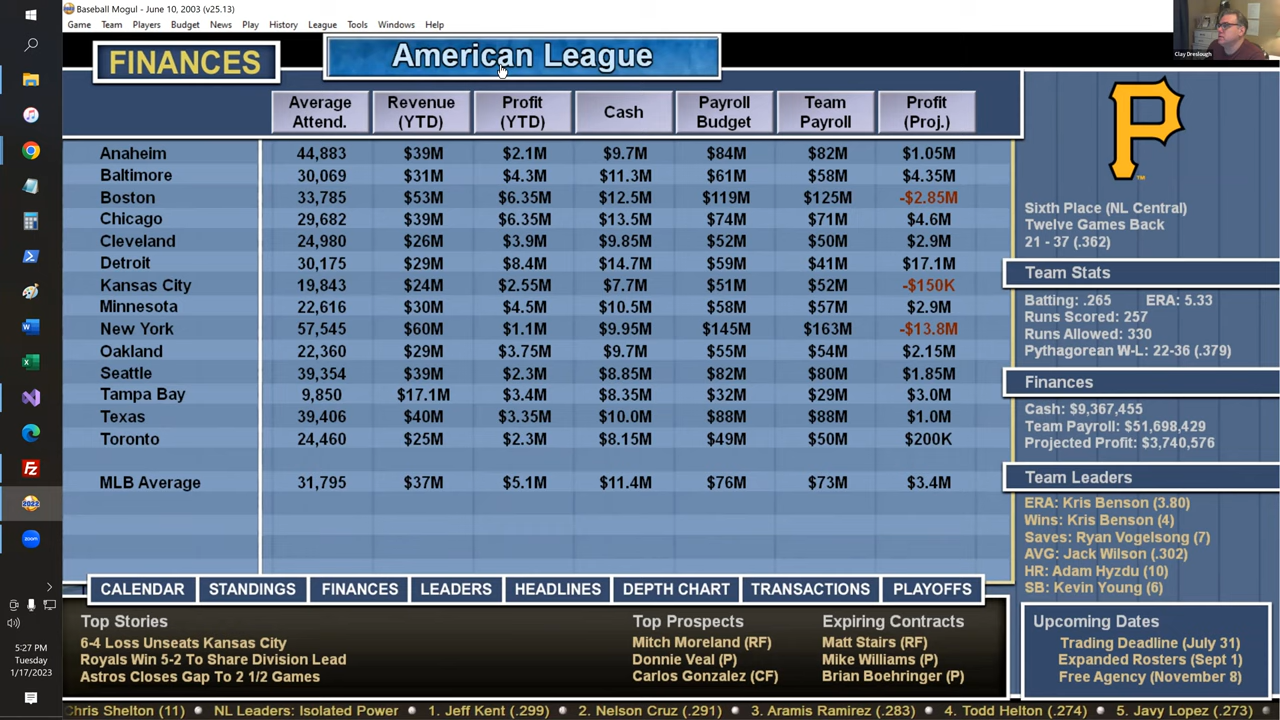 Baseball Mogul - June 10, 2003 (v25.13)
Game Team Players Budget News Play History League Tools Windows Help
FINANCES
American League
Clay Dreslough
Average Attend. Revenue (YTD) Profit (YTD) Cash Payroll Budget Team Payroll Profit (Proj.)
Anaheim 44,883 $39M $2.1M $9.7M $84M $82M $1.05M
Baltimore 30,069 $31M $4.3M $11.3M $61M $58M $4.35M
Boston 33,785 $53M $6.35M $12.5M $119M $125M -$2.85M
Chicago 29,682 $39M $6.35M $13.5M $74M $71M $4.6M
Cleveland 24,980 $26M $3.9M $9.85M $52M $50M $2.9M
Detroit 30,175 $29M $8.4M $14.7M $59M $41M $17.1M
Kansas City 19,843 $24M $2.55M $7.7M $51M $52M -$150K
Minnesota 22,616 $30M $4.5M $10.5M $58M $57M $2.9M
New York 57,545 $60M $1.1M $9.95M $145M $163M -$13.8M
Oakland 22,360 $29M $3.75M $9.7M $55M $54M $2.15M
Seattle 39,354 $39M $2.3M $8.85M $82M $80M $1.85M
Tampa Bay 9,850 $17.1M $3.4M $8.35M $32M $29M $3.0M
Texas 39,406 $40M $3.35M $10.0M $88M $88M $1.0M
Toronto 24,460 $25M $2.3M $8.15M $49M $50M $200K
MLB Average 31,795 $37M $5.1M $11.4M $76M $73M $3.4M
P
TM
Sixth Place (NL Central)
Twelve Games Back
21 - 37 (.362)
Team Stats
Batting: .265 ERA: 5.33
Runs Scored: 257
Runs Allowed: 330
Pythagorean W-L: 22-36 (.379)
Finances
Cash: $9,367,455
Team Payroll: $51,698,429
Projected Profit: $3,740,576
Team Leaders
ERA: Kris Benson (3.80)
Wins: Kris Benson (4)
Saves: Ryan Vogelsong (7)
AVG: Jack Wilson (.302)
HR: Adam Hyzdu (10)
SB: Kevin Young (6)
CALENDAR STANDINGS FINANCES LEADERS HEADLINES DEPTH CHART TRANSACTIONS PLAYOFFS
Top Stories
6-4 Loss Unseats Kansas City
Royals Win 5-2 To Share Division Lead
Astros Closes Gap To 2 1/2 Games
Top Prospects
Mitch Moreland (RF)
Donnie Veal (P)
Carlos Gonzalez (CF)
Expiring Contracts
Matt Stairs (RF)
Mike Williams (P)
Brian Boehringer (P)
Upcoming Dates
Trading Deadline (July 31)
Expanded Rosters (Sept 1)
Free Agency (November 8)
Chris Shelton (11) • NL Leaders: Isolated Power • 1. Jeff Kent (.299) • 2. Nelson Cruz (.291) • 3. Aramis Ramirez (.283) • 4. Todd Helton (.274) • 5. Javy Lopez (.273) •
5:27 PM
Tuesday
1/17/2023